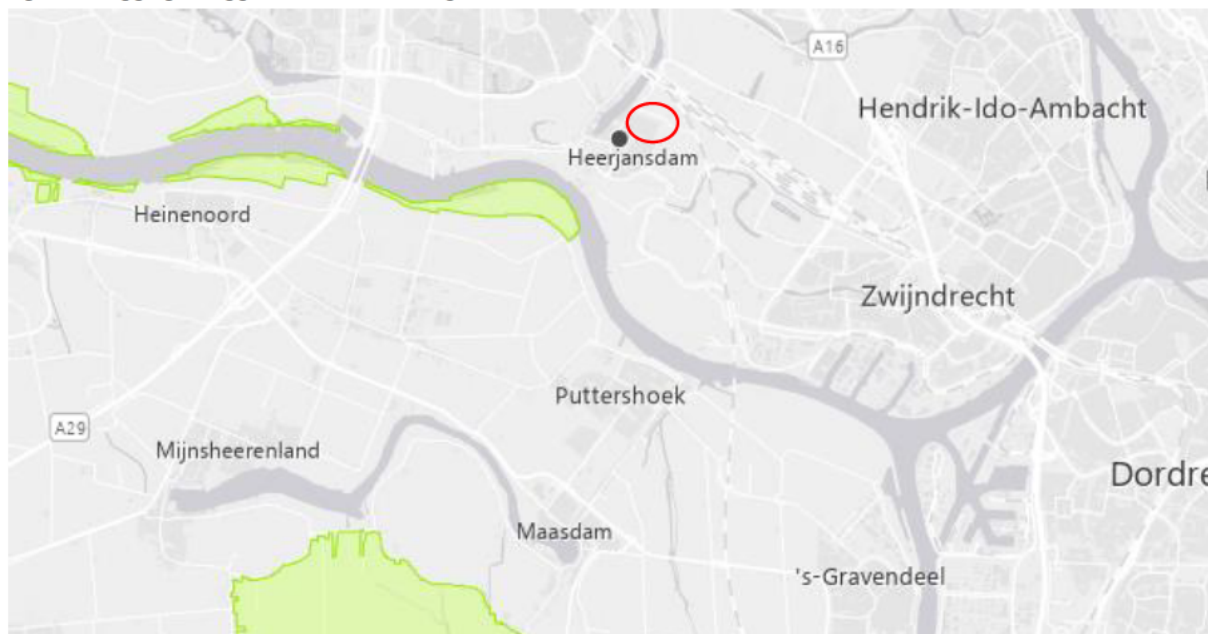 A16
Hendrik-Ido-Ambacht
Heerjansdam
Heinenoord
Zwijndrecht
Puttershoek
A29
Mijnsheerenland
Dordre
Maasdam
's-Gravendeel